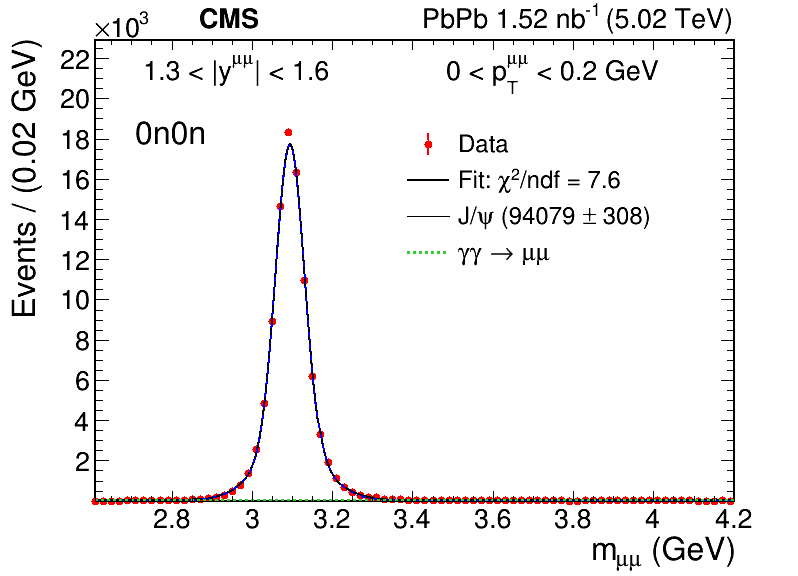 ×10³ CMS PbPb 1.52 nb⁻¹ (5.02 TeV)
1.3 < |y^μμ| < 1.6 0 < p_T^μμ < 0.2 GeV
0n0n
Data
Fit: χ²/ndf = 7.6
J/ψ (94079 ± 308)
γγ → μμ
Events / (0.02 GeV)
22
20
18
16
14
12
10
8
6
4
2
2.8 3 3.2 3.4 3.6 3.8 4 4.2
m_μμ (GeV)